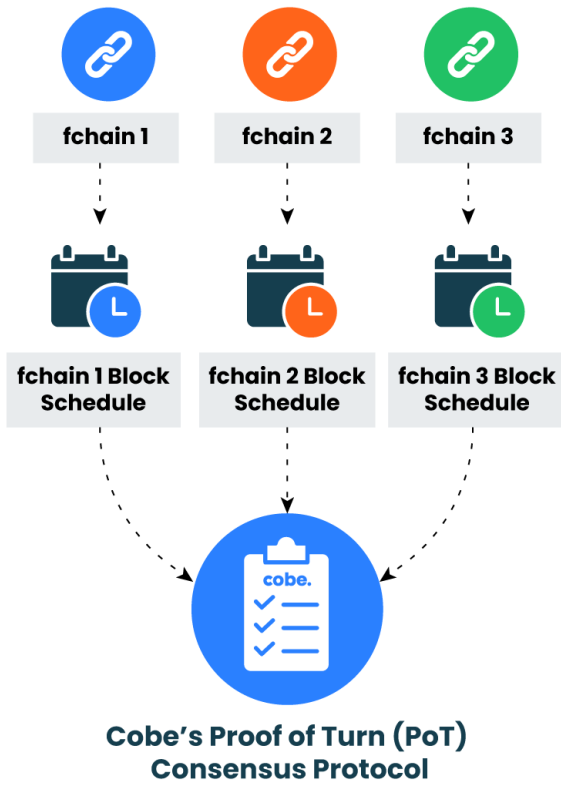 fchain 1
fchain 2
fchain 3
fchain 1 Block
Schedule
fchain 2 Block
Schedule
fchain 3 Block
Schedule
cobe.
Cobe’s Proof of Turn (PoT)
Consensus Protocol